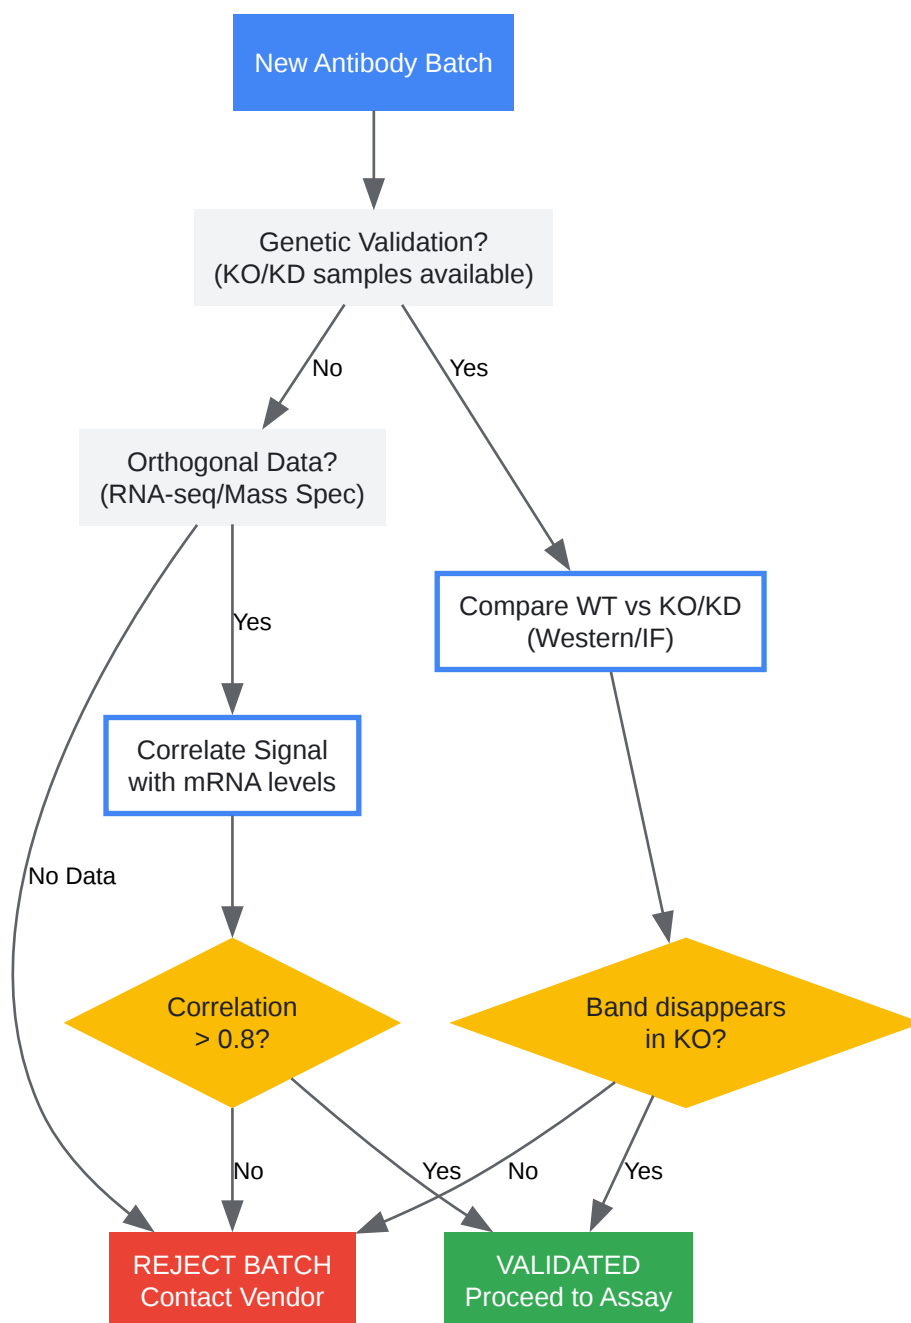 New Antibody Batch
Genetic Validation?
(KO/KD samples available)
No
Yes
Orthogonal Data?
(RNA-seq/Mass Spec)
Compare WT vs KO/KD
(Western/IF)
Yes
Correlate Signal
with mRNA levels
No Data
Correlation
> 0.8?
Band disappears
in KO?
No
Yes
No
Yes
REJECT BATCH
Contact Vendor
VALIDATED
Proceed to Assay